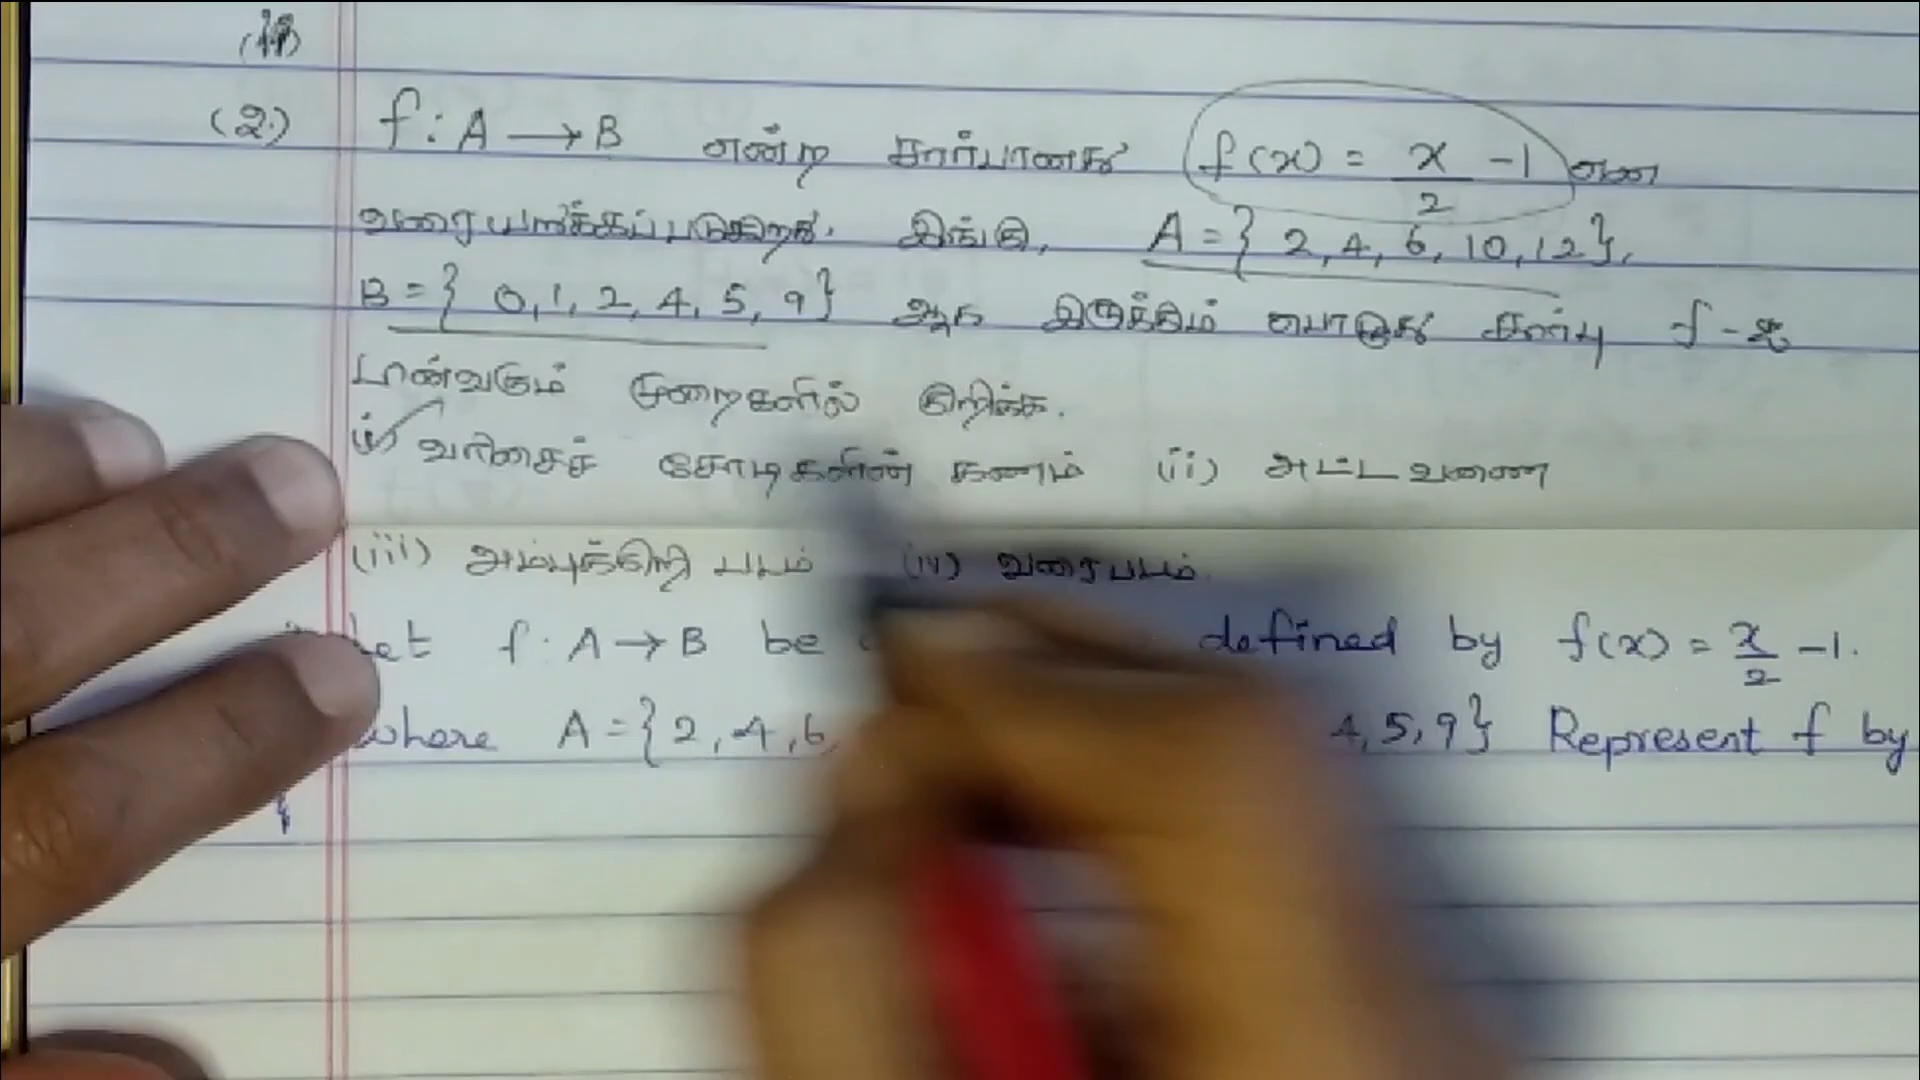 (2) f : A → B என்ற சார்பானது f(x) = x/2 - 1 என
வரையறுக்கப்படுகிறது. இங்கு, A = { 2, 4, 6, 10, 12 },
B = { 0, 1, 2, 4, 5, 9 } ஆக இருக்கும் பொழுது சார்பு f - ஐ
பின்வரும் முறைகளில் குறிக்க.
(i) வரிசைச் சோடிகளின் கணம் (ii) அட்டவணை
(iii) அம்புக்குறி படம் (iv) வரைபடம்.
Let f : A → B be defined by f(x) = x/2 - 1.
where A = { 2, 4, 6, 4, 5, 9 } Represent f by